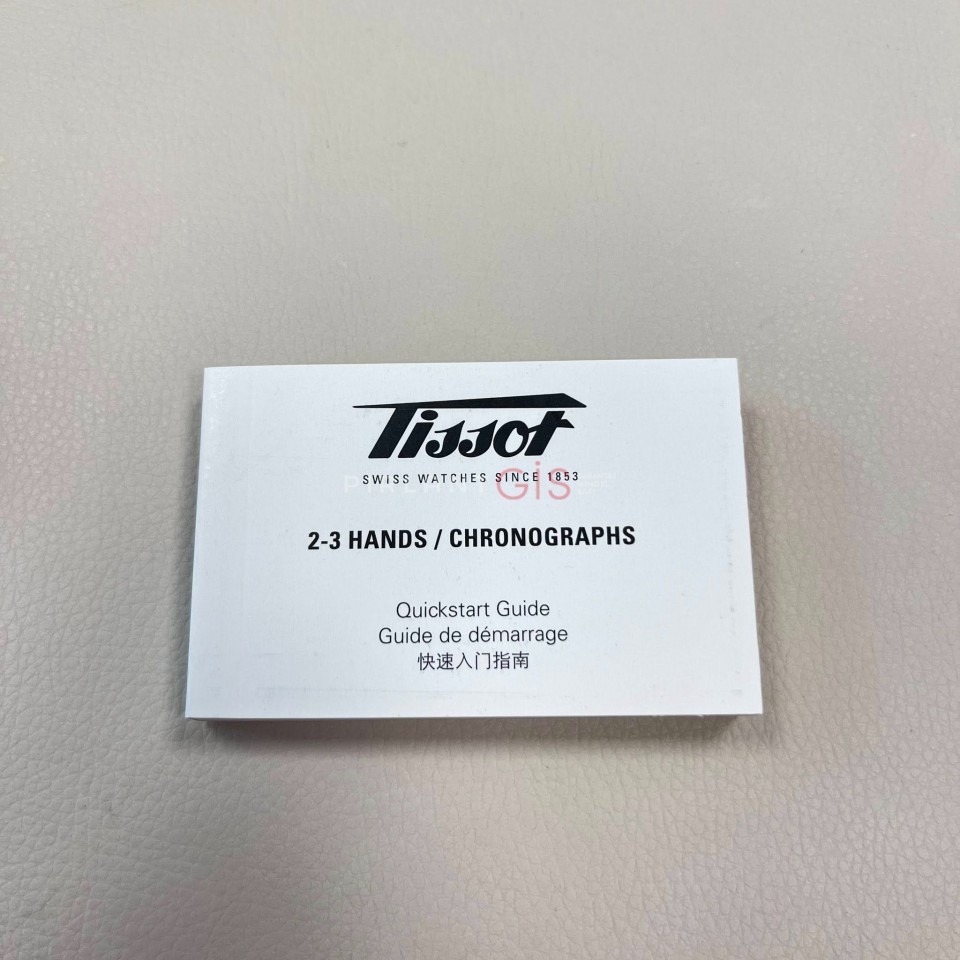 Tissot
SWISS WATCHES SINCE 1853
Gis
2-3 HANDS / CHRONOGRAPHS
Quickstart Guide
Guide de démarrage
快速入门指南